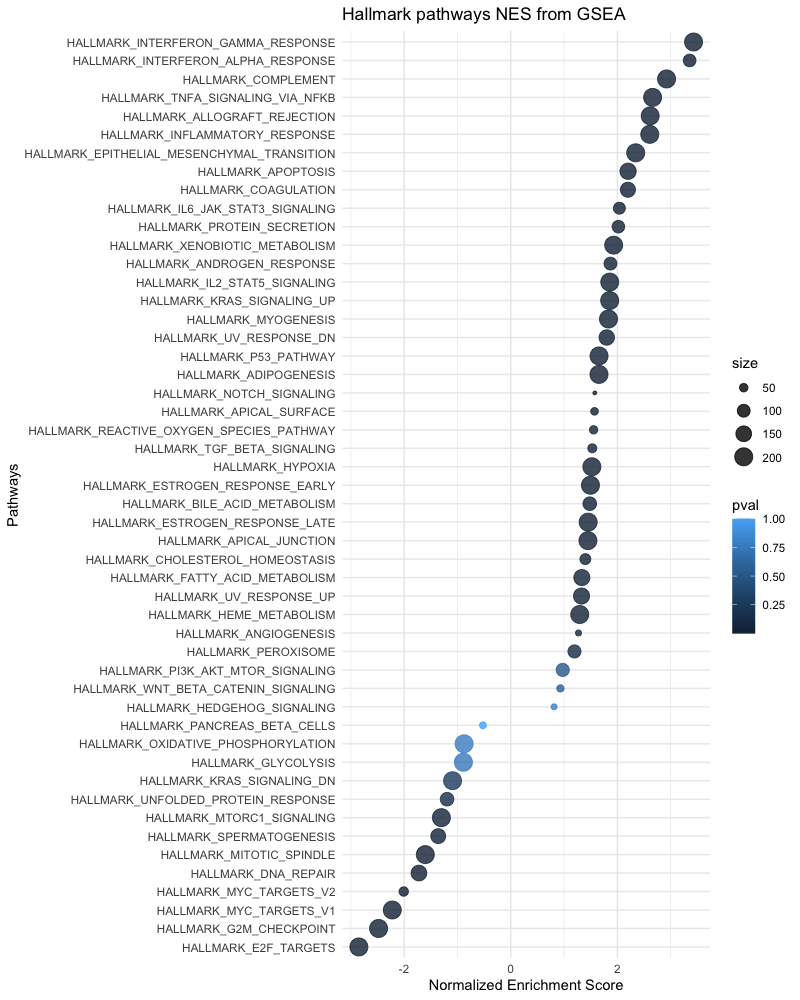 Hallmark pathways NES from GSEA
HALLMARK_INTERFERON_GAMMA_RESPONSE
HALLMARK_INTERFERON_ALPHA_RESPONSE
HALLMARK_COMPLEMENT
HALLMARK_TNFA_SIGNALING_VIA_NFKB
HALLMARK_ALLOGRAFT_REJECTION
HALLMARK_INFLAMMATORY_RESPONSE
HALLMARK_EPITHELIAL_MESENCHYMAL_TRANSITION
HALLMARK_APOPTOSIS
HALLMARK_COAGULATION
HALLMARK_IL6_JAK_STAT3_SIGNALING
HALLMARK_PROTEIN_SECRETION
HALLMARK_XENOBIOTIC_METABOLISM
HALLMARK_ANDROGEN_RESPONSE
HALLMARK_IL2_STAT5_SIGNALING
HALLMARK_KRAS_SIGNALING_UP
HALLMARK_MYOGENESIS
HALLMARK_UV_RESPONSE_DN
HALLMARK_P53_PATHWAY
HALLMARK_ADIPOGENESIS
HALLMARK_NOTCH_SIGNALING
HALLMARK_APICAL_SURFACE
HALLMARK_REACTIVE_OXYGEN_SPECIES_PATHWAY
HALLMARK_TGF_BETA_SIGNALING
HALLMARK_HYPOXIA
HALLMARK_ESTROGEN_RESPONSE_EARLY
HALLMARK_BILE_ACID_METABOLISM
HALLMARK_ESTROGEN_RESPONSE_LATE
HALLMARK_APICAL_JUNCTION
HALLMARK_CHOLESTEROL_HOMEOSTASIS
HALLMARK_FATTY_ACID_METABOLISM
HALLMARK_UV_RESPONSE_UP
HALLMARK_HEME_METABOLISM
HALLMARK_ANGIOGENESIS
HALLMARK_PEROXISOME
HALLMARK_PI3K_AKT_MTOR_SIGNALING
HALLMARK_WNT_BETA_CATENIN_SIGNALING
HALLMARK_HEDGEHOG_SIGNALING
HALLMARK_PANCREAS_BETA_CELLS
HALLMARK_OXIDATIVE_PHOSPHORYLATION
HALLMARK_GLYCOLYSIS
HALLMARK_KRAS_SIGNALING_DN
HALLMARK_UNFOLDED_PROTEIN_RESPONSE
HALLMARK_MTORC1_SIGNALING
HALLMARK_SPERMATOGENESIS
HALLMARK_MITOTIC_SPINDLE
HALLMARK_DNA_REPAIR
HALLMARK_MYC_TARGETS_V2
HALLMARK_MYC_TARGETS_V1
HALLMARK_G2M_CHECKPOINT
HALLMARK_E2F_TARGETS
Pathways
-2 0 2
Normalized Enrichment Score
size
50
100
150
200
pval
1.00
0.75
0.50
0.25